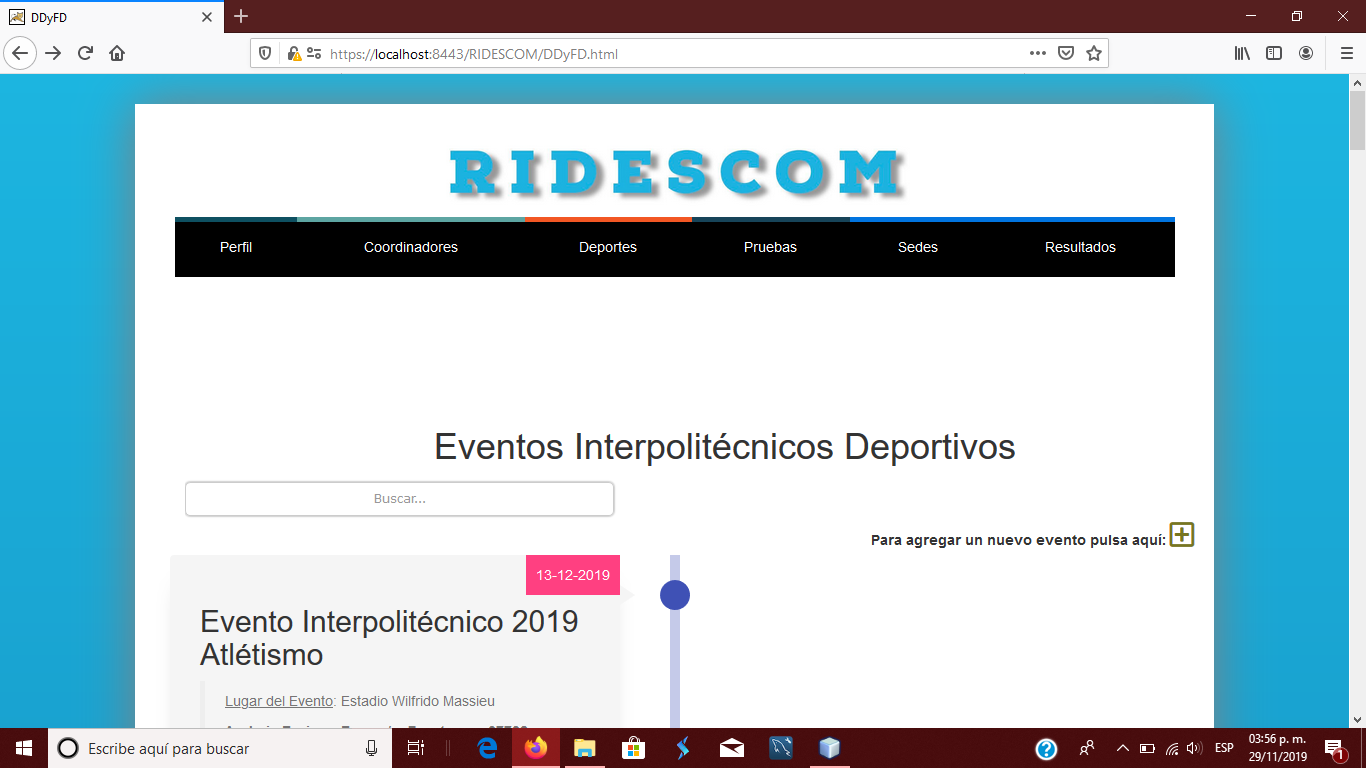 DDyFD
https://localhost:8443/RIDESCOM/DDyFD.html
RIDESCOM
Perfil Coordinadores Deportes Pruebas Sedes Resultados
Eventos Interpolitécnicos Deportivos
Buscar...
Para agregar un nuevo evento pulsa aquí:
13-12-2019
Evento Interpolitécnico 2019
Atlétismo
Lugar del Evento: Estadio Wilfrido Massieu
Escribe aquí para buscar
ESP
03:56 p. m.
29/11/2019
1